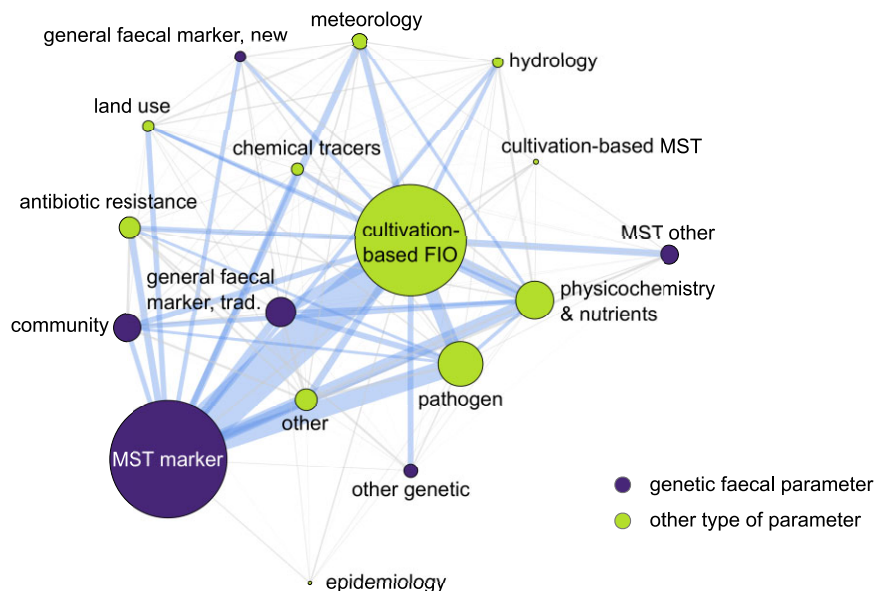 meteorology
general faecal marker, new
hydrology
land use
chemical tracers
cultivation-based MST
antibiotic resistance
cultivation-
based FIO
MST other
general faecal
marker, trad.
physicochemistry
& nutrients
community
pathogen
other
MST marker
other genetic
genetic faecal parameter
other type of parameter
epidemiology